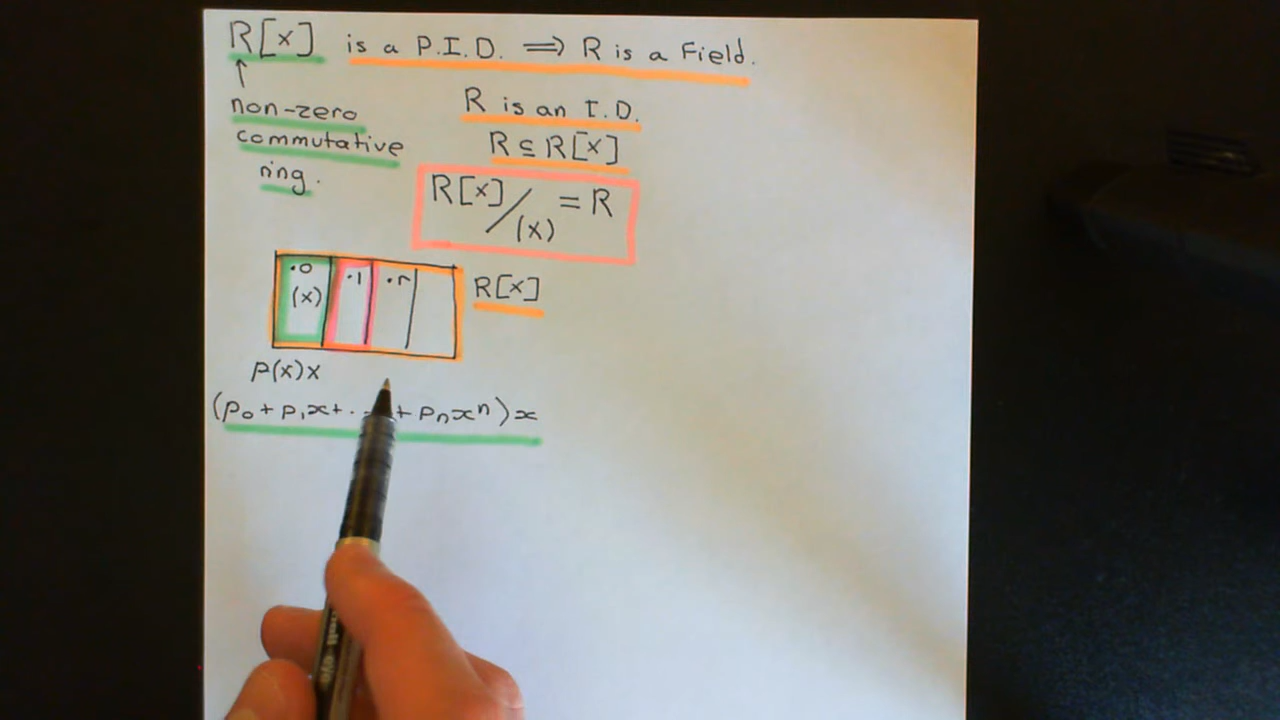 R[x] is a P.I.D. ⟹ R is a Field.
↑
non-zero
commutative
ring.
R is an I.D.
R ⊆ R[x]
R[x]/(x) = R
·0 ·1 ·r
(x)
R[x]
P(x)x
(p₀ + p₁x + · + pₙxⁿ)x